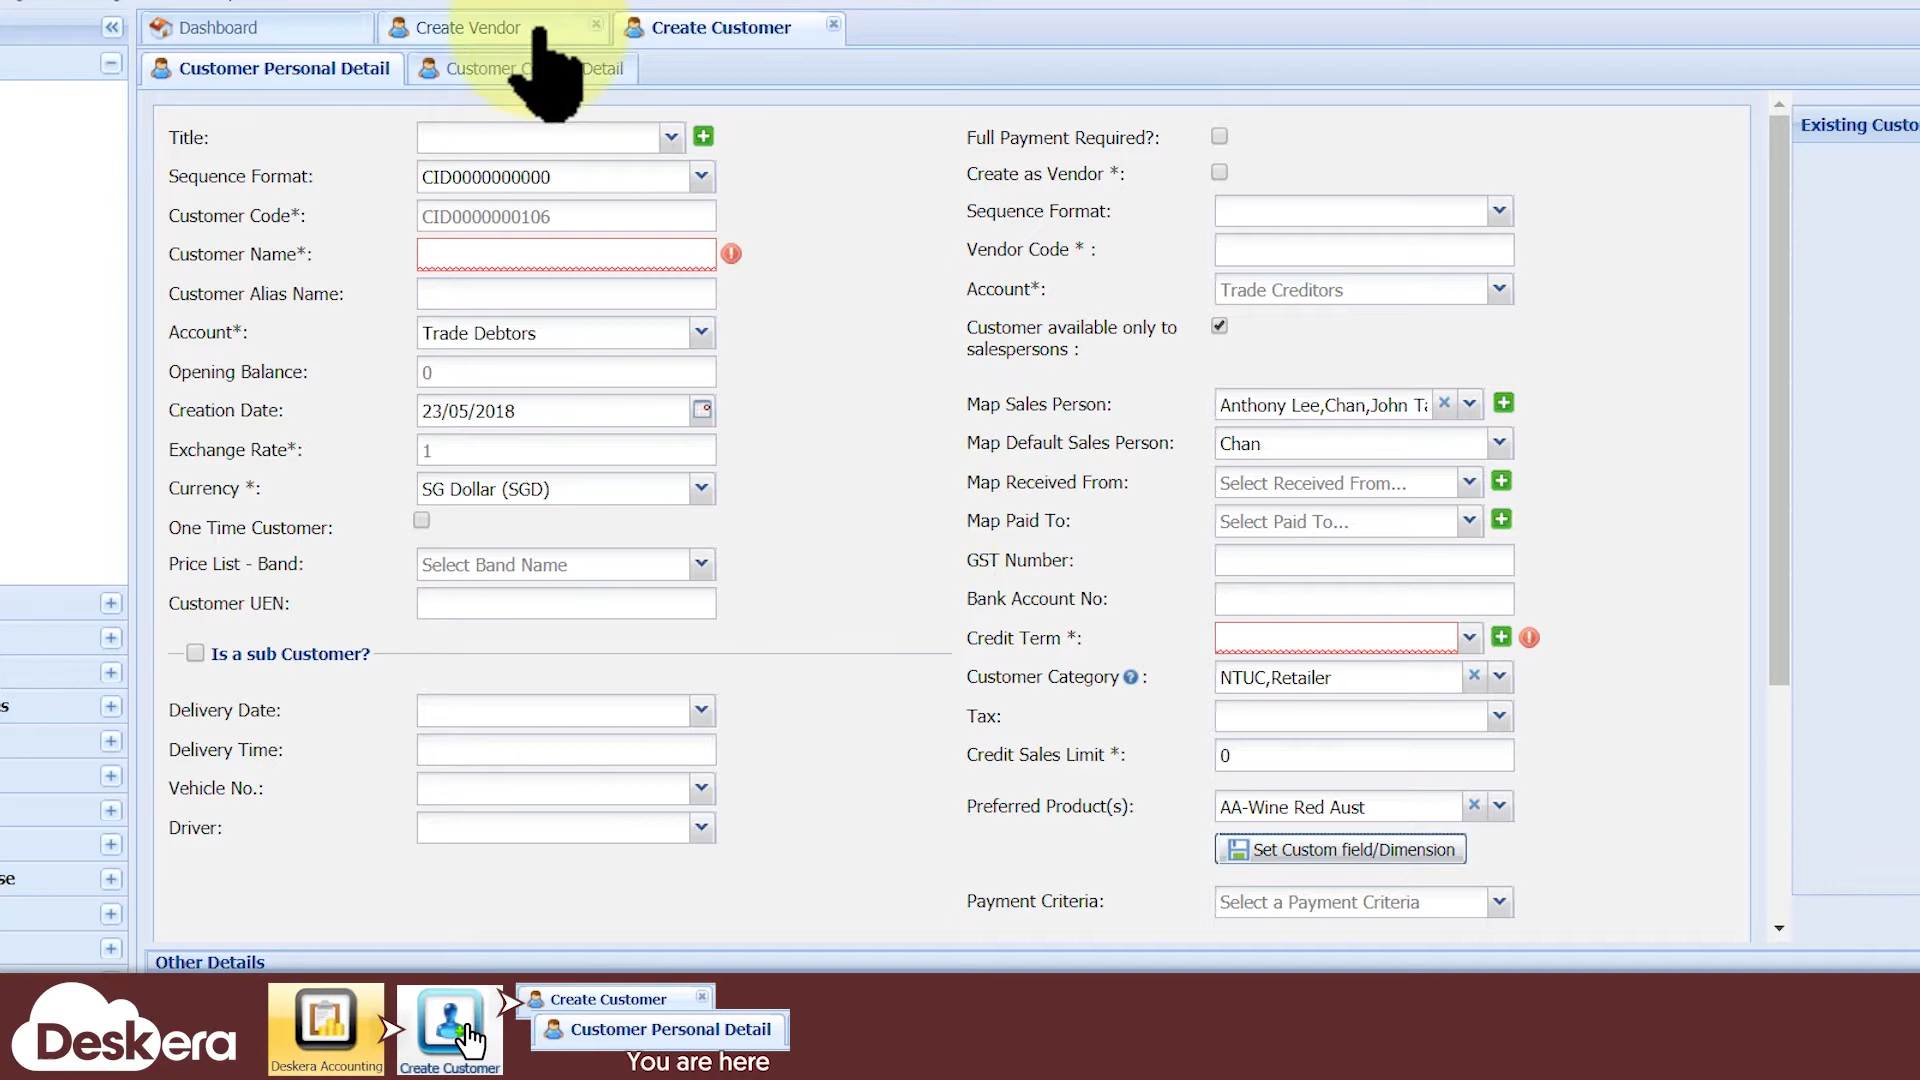 Dashboard
Create Vendor
Create Customer
Customer Personal Detail
Customer C
Detail
Title:
Sequence Format:
CID0000000000
Customer Code*:
CID0000000106
Customer Name*:
Customer Alias Name:
Account*:
Trade Debtors
Opening Balance:
0
Creation Date:
23/05/2018
Exchange Rate*:
1
Currency *:
SG Dollar (SGD)
One Time Customer:
Price List - Band:
Select Band Name
Customer UEN:
Is a sub Customer?
Delivery Date:
Delivery Time:
Vehicle No.:
Driver:
Full Payment Required?:
Create as Vendor *:
Sequence Format:
Vendor Code * :
Account*:
Trade Creditors
Customer available only to
salespersons :
Map Sales Person:
Anthony Lee,Chan,John Ta
Map Default Sales Person:
Chan
Map Received From:
Select Received From...
Map Paid To:
Select Paid To...
GST Number:
Bank Account No:
Credit Term *:
Customer Category :
NTUC,Retailer
Tax:
Credit Sales Limit *:
0
Preferred Product(s):
AA-Wine Red Aust
Set Custom field/Dimension
Payment Criteria:
Select a Payment Criteria
Existing Custo
s
se
Other Details
Deskera
Deskera Accounting
Create Customer
Create Customer
Customer Personal Detail
You are here